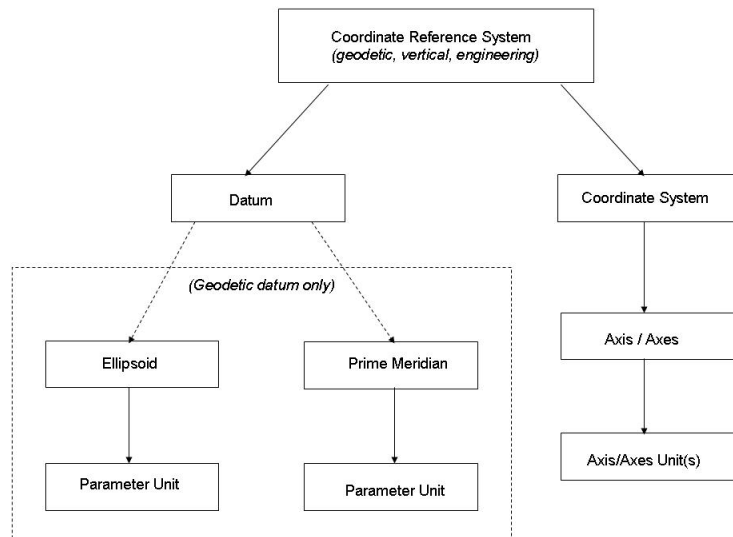 Coordinate Reference System
(geodetic, vertical, engineering)
Datum
Coordinate System
(Geodetic datum only)
Ellipsoid
Prime Meridian
Axis / Axes
Parameter Unit
Parameter Unit
Axis/Axes Unit(s)